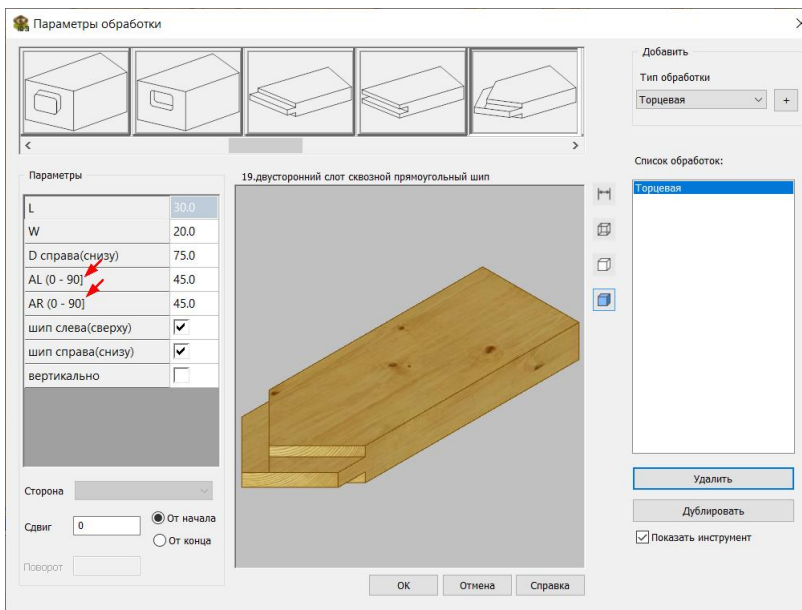 Параметры обработки
Добавить
Тип обработки
Торцевая
+
Список обработок:
Торцевая
Параметры
19.двусторонний слот сквозной прямоугольный шип
L 30.0
W 20.0
D справа(снизу) 75.0
AL (0 - 90] 45.0
AR (0 - 90] 45.0
шип слева(сверху)
шип справа(снизу)
вертикально
Сторона
Сдвиг 0
От начала
От конца
Поворот
Удалить
Дублировать
Показать инструмент
ОК Отмена Справка